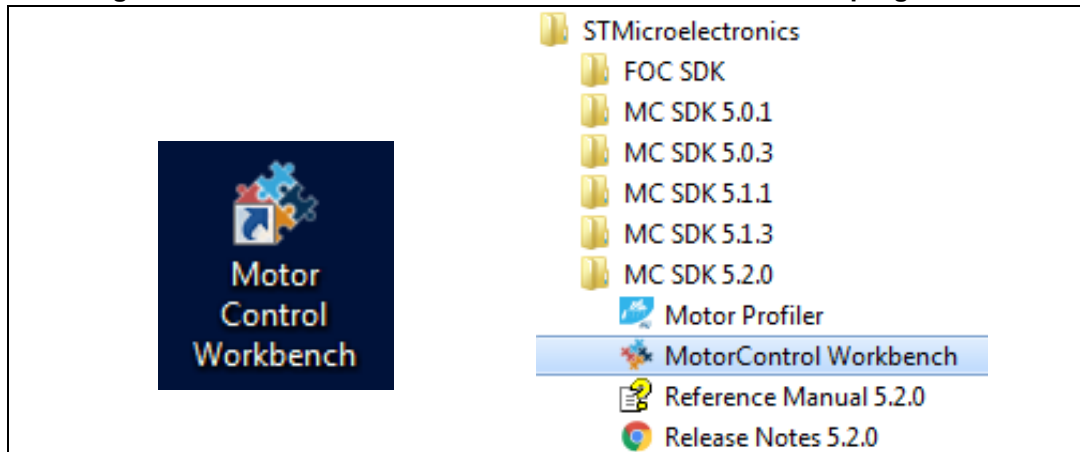 Motor
Control
Workbench
STMicroelectronics
FOC SDK
MC SDK 5.0.1
MC SDK 5.0.3
MC SDK 5.1.1
MC SDK 5.1.3
MC SDK 5.2.0
Motor Profiler
MotorControl Workbench
Reference Manual 5.2.0
Release Notes 5.2.0